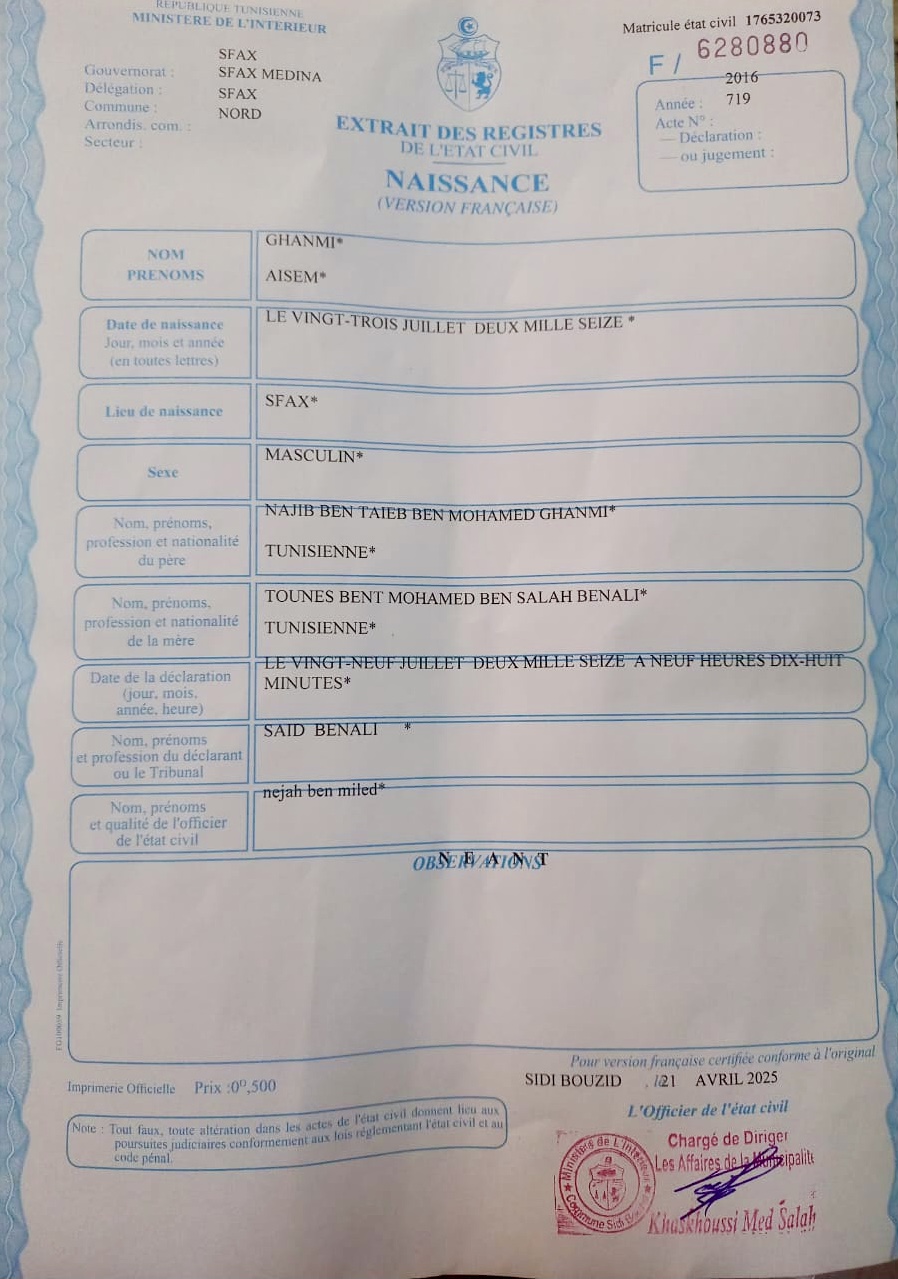 REPUBLIQUE TUNISIENNE
MINISTERE DE L'INTERIEUR
Matricule état civil 1765320073
F/ 6280880
Gouvernorat : SFAX
Délégation : SFAX MEDINA
Commune : SFAX
Arrondis. com. : NORD
Secteur :
2016
Année : 719
Acte N° :
— Déclaration :
— ou jugement :
EXTRAIT DES REGISTRES
DE L'ETAT CIVIL
NAISSANCE
(VERSION FRANÇAISE)
NOM
PRENOMS
GHANMI*
AISEM*
Date de naissance
Jour, mois et année
(en toutes lettres)
LE VINGT-TROIS JUILLET DEUX MILLE SEIZE *
Lieu de naissance
SFAX*
Sexe
MASCULIN*
Nom, prénoms,
profession et nationalité
du père
NAJIB BEN TAIEB BEN MOHAMED GHANMI*
TUNISIENNE*
Nom, prénoms,
profession et nationalité
de la mère
TOUNES BENT MOHAMED BEN SALAH BENALI*
TUNISIENNE*
Date de la déclaration
(jour, mois,
année, heure)
LE VINGT-NEUF JUILLET DEUX MILLE SEIZE A NEUF HEURES DIX-HUIT
MINUTES*
Nom, prénoms
et profession du déclarant
ou le Tribunal
SAID BENALI *
Nom, prénoms
et qualité de l'officier
de l'état civil
nejah ben miled*
OBSERVATIONS
N E A N T
FG100039 Imprimerie Officielle
Pour version française certifiée conforme à l'original
Imprimerie Officielle Prix :0D,500
SIDI BOUZID , 21 AVRIL 2025
L'Officier de l'état civil
Note : Tout faux, toute altération dans les actes de l'état civil donnent lieu aux
poursuites judiciaires conformement aux lois réglementant l'état civil et au
code pénal.
Chargé de Diriger
Les Affaires de la Municipalité
Khaskhoussi Med Salah
Ministère de L'Interieur
Commune Sidi